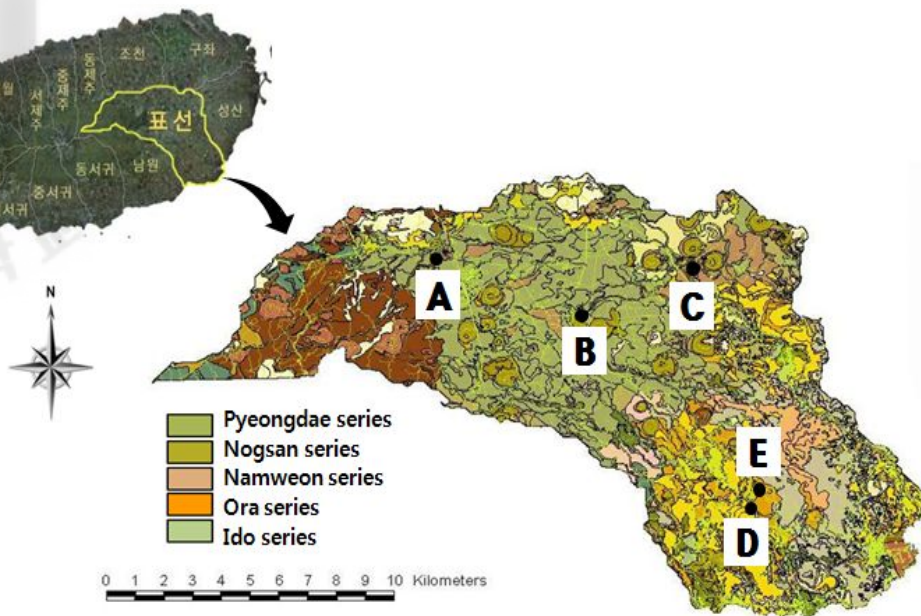 구좌
조천
동제주
중제주
서제주
월
표선
성산
남원
동서귀
중서귀
서귀
N
A
B
C
E
D
Pyeongdae series
Nogsan series
Namweon series
Ora series
Ido series
0 1 2 3 4 5 6 7 8 9 10 Kilometers